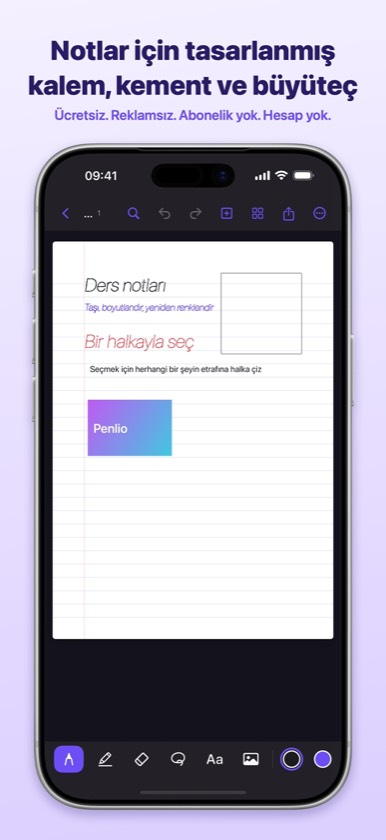 Notlar için tasarlanmış
kalem, kement ve büyüteç
Ücretsiz. Reklamsız. Abonelik yok. Hesap yok.
09:41
... 1
Ders notları
Taşı, boyutlandır, yeniden renklendir
Bir halkayla seç
Seçmek için herhangi bir şeyin etrafına halka çiz
Penlio
Aa